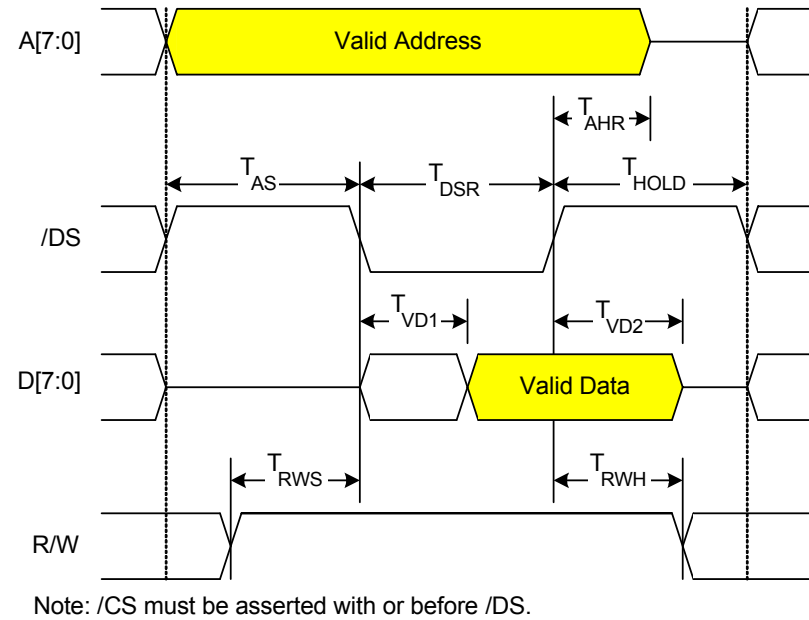 A[7:0]
Valid Address
TAHR
TAS
TDSR
THOLD
/DS
TVD1
TVD2
D[7:0]
Valid Data
TRWS
TRWH
R/W
Note: /CS must be asserted with or before /DS.